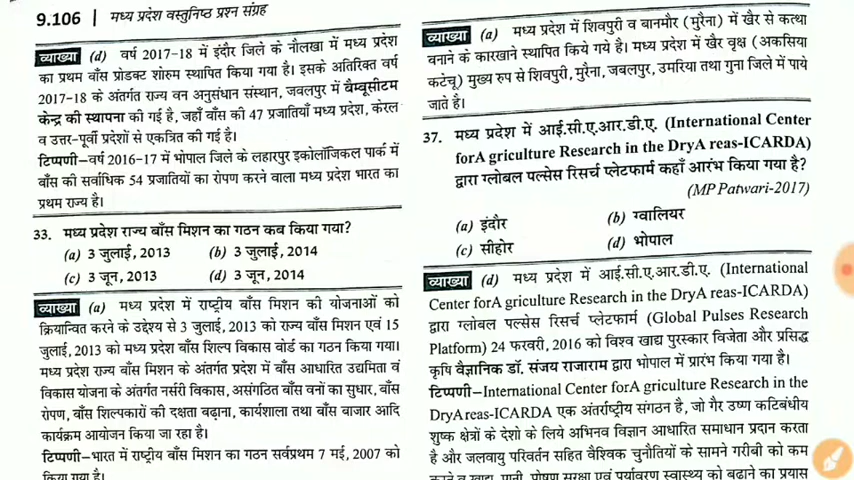 9.106 | मध्य प्रदेश वस्तुनिष्ठ प्रश्न संग्रह
व्याख्या (d) वर्ष 2017-18 में इंदौर जिले के नौलखा में मध्य प्रदेश
का प्रथम बाँस प्रोडक्ट शोरुम स्थापित किया गया है। इसके अतिरिक्त वर्ष
2017-18 के अंतर्गत राज्य वन अनुसंधान संस्थान, जबलपुर में बैम्बूसीटम
केन्द्र की स्थापना की गई है, जहाँ बाँस की 47 प्रजातियाँ मध्य प्रदेश, केरल
व उत्तर-पूर्वी प्रदेशों से एकत्रित की गई है।
टिप्पणी–वर्ष 2016-17 में भोपाल जिले के लहारपुर इकोलॉजिकल पार्क में
बाँस की सर्वाधिक 54 प्रजातियों का रोपण करने वाला मध्य प्रदेश भारत का
प्रथम राज्य है।
33. मध्य प्रदेश राज्य बाँस मिशन का गठन कब किया गया?
(a) 3 जुलाई, 2013 (b) 3 जुलाई, 2014
(c) 3 जून, 2013 (d) 3 जून, 2014
व्याख्या (a) मध्य प्रदेश में राष्ट्रीय बाँस मिशन की योजनाओं को
क्रियान्वित करने के उद्देश्य से 3 जुलाई, 2013 को राज्य बाँस मिशन एवं 15
जुलाई, 2013 को मध्य प्रदेश बाँस शिल्प विकास बोर्ड का गठन किया गया।
मध्य प्रदेश राज्य बाँस मिशन के अंतर्गत प्रदेश में बाँस आधारित उद्यमिता व
विकास योजना के अंतर्गत नर्सरी विकास, असंगठित बाँस वनों का सुधार, बाँस
रोपण, बाँस शिल्पकारों की दक्षता बढ़ाना, कार्यशाला तथा बाँस बाजार आदि
कार्यक्रम आयोजन किया जा रहा है।
टिप्पणी–भारत में राष्ट्रीय बाँस मिशन का गठन सर्वप्रथम 7 मई, 2007 को
किया गया है।
व्याख्या (a) मध्य प्रदेश में शिवपुरी व बानमौर (मुरैना) में खैर से कत्था
बनाने के कारखाने स्थापित किये गये है। मध्य प्रदेश में खैर वृक्ष (अकसिया
कटेचू) मुख्य रुप से शिवपुरी, मुरैना, जबलपुर, उमरिया तथा गुना जिले में पाये
जाते है।
37. मध्य प्रदेश में आई.सी.ए.आर.डी.ए. (International Center
forA griculture Research in the DryA reas-ICARDA)
द्वारा ग्लोबल पल्सेस रिसर्च प्लेटफार्म कहाँ आरंभ किया गया है?
(MP Patwari-2017)
(a) इंदौर (b) ग्वालियर
(c) सीहोर (d) भोपाल
व्याख्या (d) मध्य प्रदेश में आई.सी.ए.आर.डी.ए. (International
Center forA griculture Research in the DryA reas-ICARDA)
द्वारा ग्लोबल पल्सेस रिसर्च प्लेटफार्म (Global Pulses Research
Platform) 24 फरवरी, 2016 को विश्व खाद्य पुरस्कार विजेता और प्रसिद्ध
कृषि वैज्ञानिक डॉ. संजय राजाराम द्वारा भोपाल में प्रारंभ किया गया है।
टिप्पणी–International Center forA griculture Research in the
DryAreas-ICARDA एक अंतर्राष्ट्रीय संगठन है, जो गैर उष्ण कटिबंधीय
शुष्क क्षेत्रों के देशो के लिये अभिनव विज्ञान आधारित समाधान प्रदान करता
है और जलवायु परिवर्तन सहित वैश्विक चुनौतियों के सामने गरीबी को कम
करने व खाद्य, पानी, पोषण सुरक्षा एवं पर्यावरण स्वास्थ्य को बढ़ाने का प्रयास